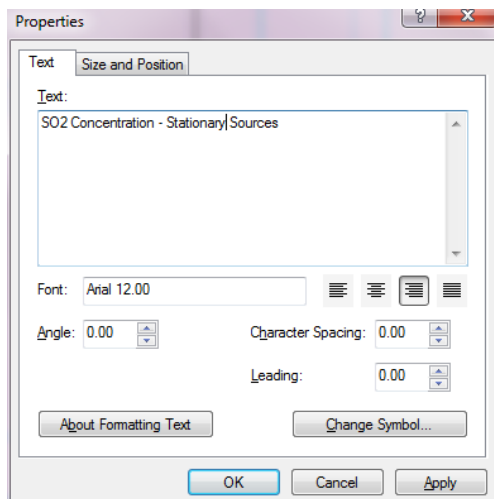 Properties
Text
Size and Position
Text:
SO2 Concentration - Stationary Sources
Font: Arial 12.00
Angle: 0.00 Character Spacing: 0.00
Leading: 0.00
About Formatting Text Change Symbol...
OK Cancel Apply